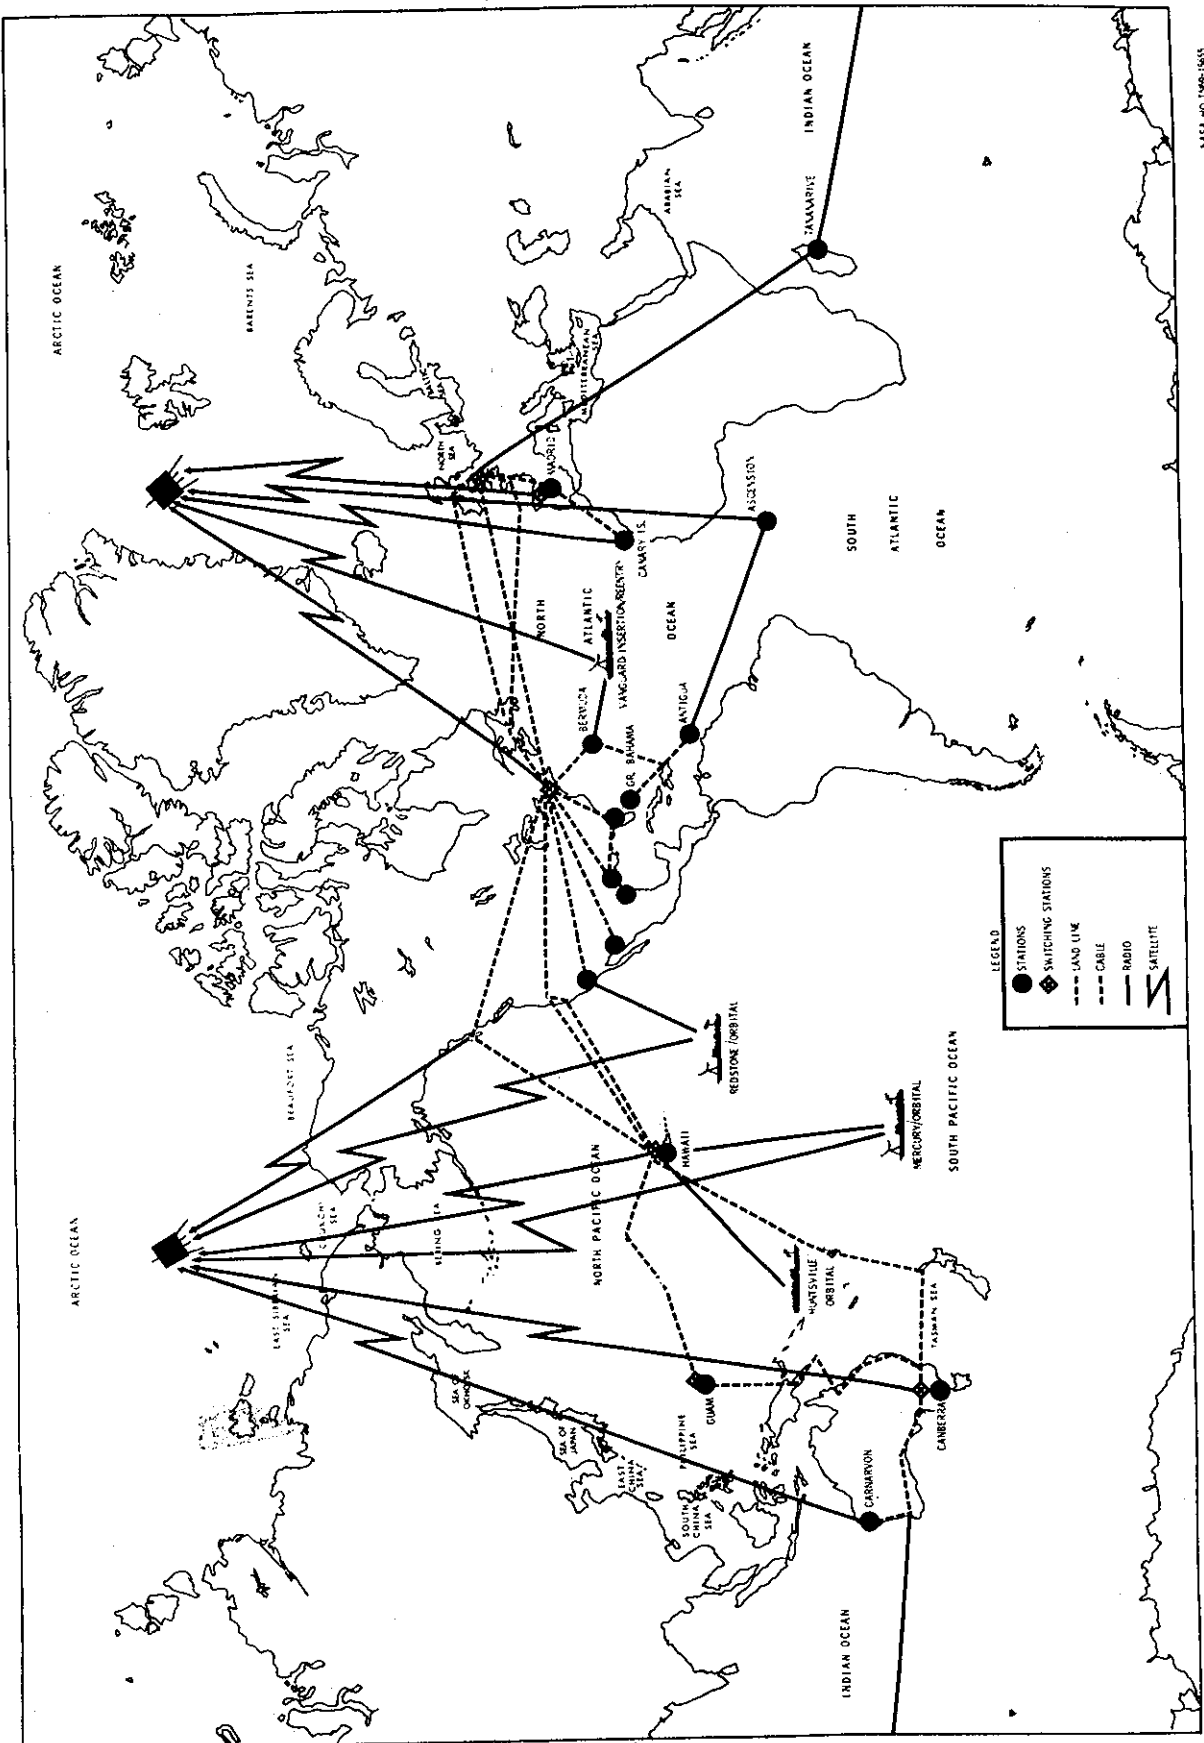 ARCTIC OCEAN
ARCTIC OCEAN
BARENTS SEA
EAST SIBERIAN
SEA
SEA
BEAUFORT SEA
BERING SEA
SEA OF
OKHOTSK
SEA OF
JAPAN
EAST
CHINA
SEA
SOUTH
CHINA
SEA
PHILIPPINE
SEA
GUAM
NORTH PACIFIC OCEAN
HAWAII
REDSTONE/ORBITAL
HUNTSVILLE
ORBITAL
MERCURY/ORBITAL
SOUTH PACIFIC OCEAN
CARNARVON
CANBERRA
TASMAN SEA
INDIAN OCEAN
BERMUDA
GR. BAHAMA
ANTIGUA
VANGUARD INSERTION/REENTRY
NORTH
ATLANTIC
OCEAN
CANARY IS.
MADRID
NORTH
SEA
BALTIC
SEA
MEDITERRANEAN
SEA
ASCENSION
SOUTH
ATLANTIC
OCEAN
ARABIAN
SEA
TANANARIVE
INDIAN OCEAN
LEGEND
STATIONS
SWITCHING STATIONS
LAND LINE
CABLE
RADIO
SATELLITE